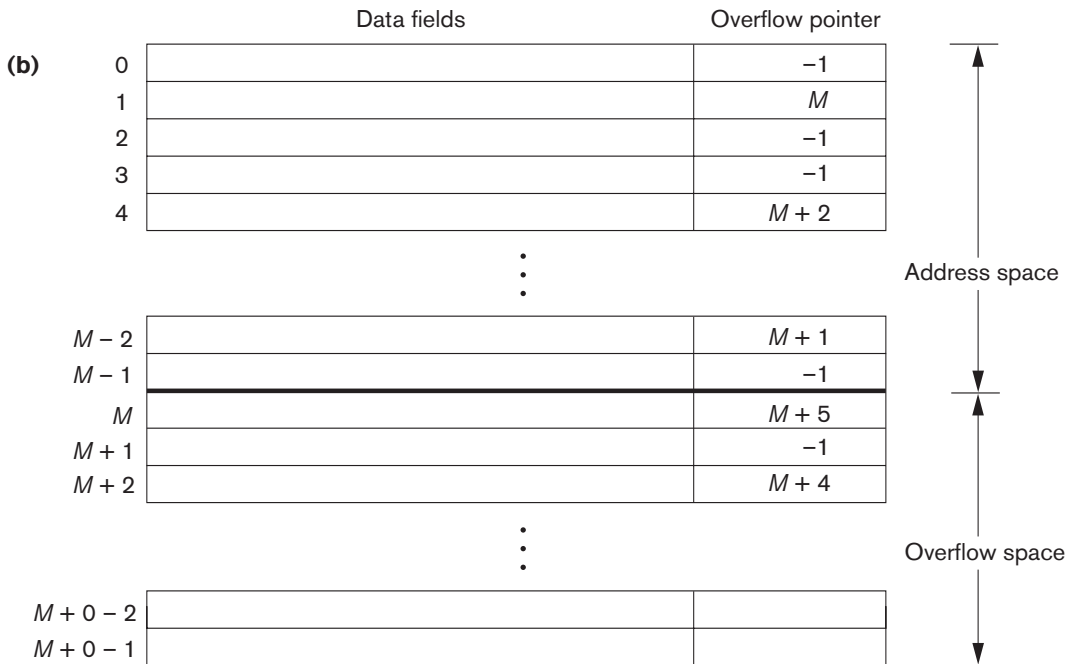 Data fields Overflow pointer
(b) 0 –1
1 M
2 –1
3 –1
4 M + 2
Address space
M – 2 M + 1
M – 1 –1
M M + 5
M + 1 –1
M + 2 M + 4
Overflow space
M + 0 – 2
M + 0 – 1